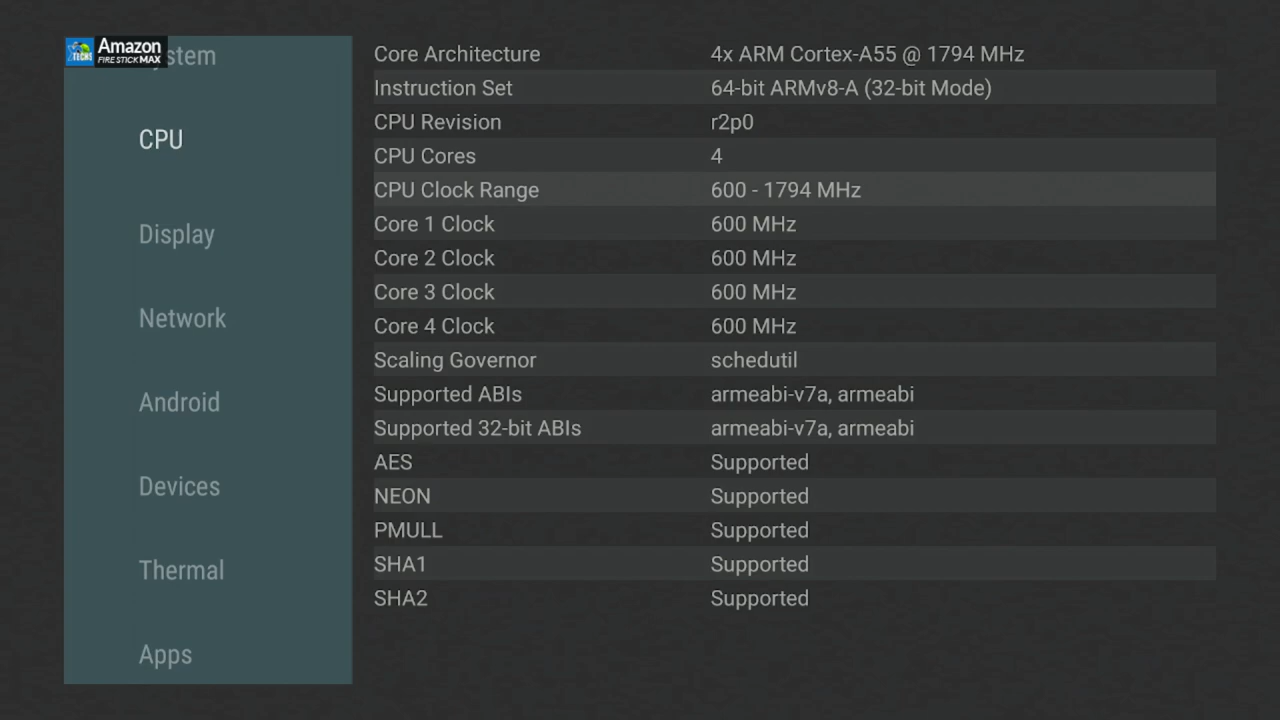 TECHS
Amazon
FIRE STICK MAX
ystem
CPU
Display
Network
Android
Devices
Thermal
Apps
Core Architecture 4x ARM Cortex-A55 @ 1794 MHz
Instruction Set 64-bit ARMv8-A (32-bit Mode)
CPU Revision r2p0
CPU Cores 4
CPU Clock Range 600 - 1794 MHz
Core 1 Clock 600 MHz
Core 2 Clock 600 MHz
Core 3 Clock 600 MHz
Core 4 Clock 600 MHz
Scaling Governor schedutil
Supported ABIs armeabi-v7a, armeabi
Supported 32-bit ABIs armeabi-v7a, armeabi
AES Supported
NEON Supported
PMULL Supported
SHA1 Supported
SHA2 Supported